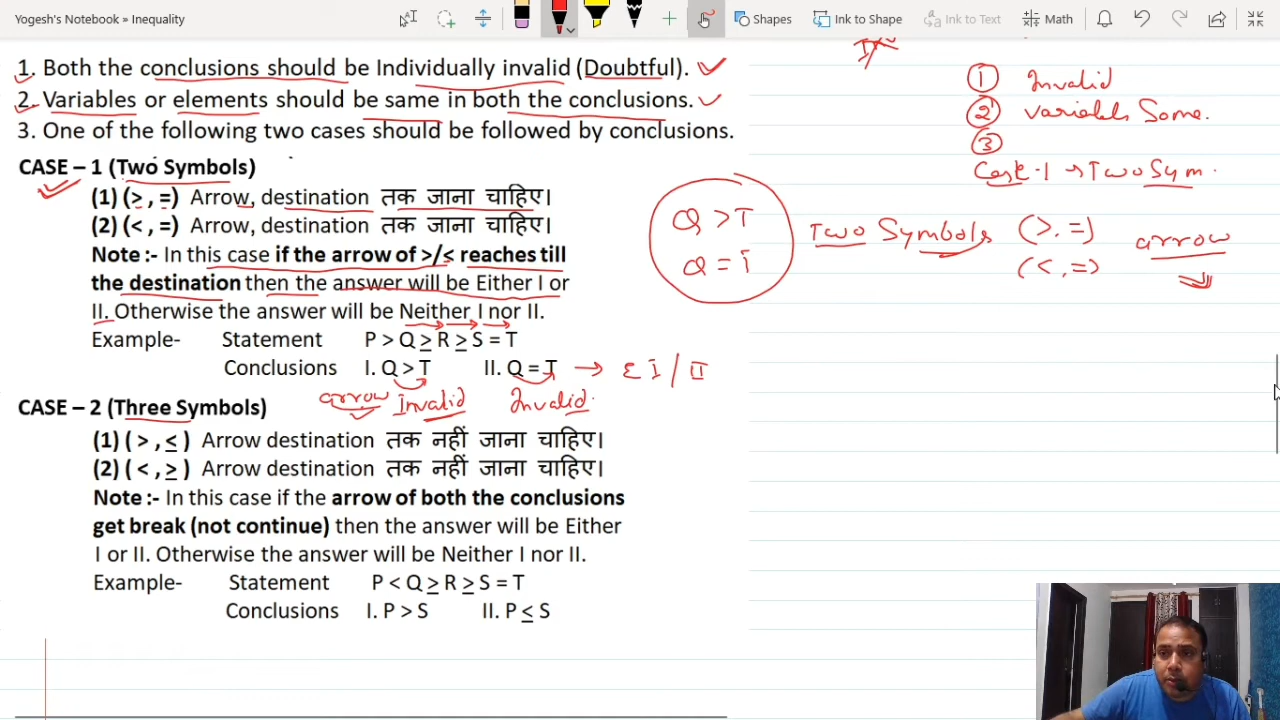 Yogesh's Notebook » Inequality
Shapes Ink to Shape Ink to Text Math
1. Both the conclusions should be Individually invalid (Doubtful).
2. Variables or elements should be same in both the conclusions.
3. One of the following two cases should be followed by conclusions.
CASE – 1 (Two Symbols)
(1) (> , =) Arrow, destination तक जाना चाहिए।
(2) (< , =) Arrow, destination तक जाना चाहिए।
Note :- In this case if the arrow of >/< reaches till
the destination then the answer will be Either I or
II. Otherwise the answer will be Neither I nor II.
Example- Statement P > Q ≥ R ≥ S = T
Conclusions I. Q > T II. Q = T → E I / II
arrow Invalid Invalid.
CASE – 2 (Three Symbols)
(1) ( > , ≤ ) Arrow destination तक नहीं जाना चाहिए।
(2) ( < , ≥ ) Arrow destination तक नहीं जाना चाहिए।
Note :- In this case if the arrow of both the conclusions
get break (not continue) then the answer will be Either
I or II. Otherwise the answer will be Neither I nor II.
Example- Statement P < Q ≥ R ≥ S = T
Conclusions I. P > S II. P ≤ S
① Invalid
② variables Same.
③
Case-1 → Two Sym.
Q > T
Q = T
Two Symbols (>, =) arrow
(<, =)